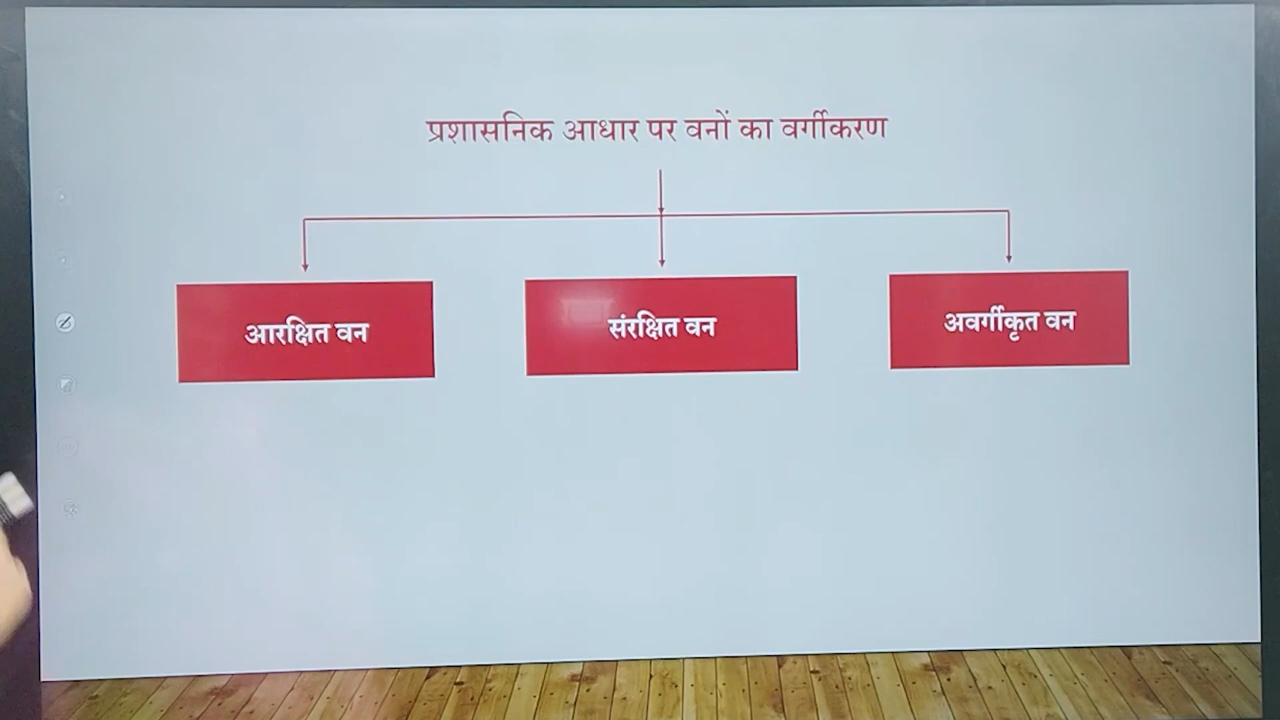 प्रशासनिक आधार पर वनों का वर्गीकरण
आरक्षित वन
संरक्षित वन
अवर्गीकृत वन